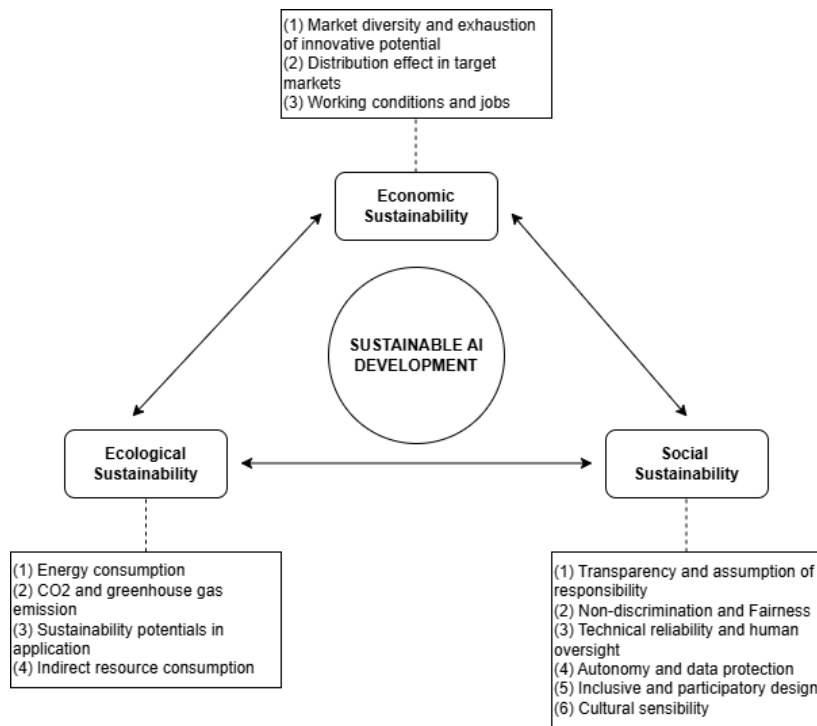 (1) Market diversity and exhaustion
of innovative potential
(2) Distribution effect in target
markets
(3) Working conditions and jobs
Economic
Sustainability
SUSTAINABLE AI
DEVELOPMENT
Ecological
Sustainability
Social
Sustainability
(1) Energy consumption
(2) CO2 and greenhouse gas
emission
(3) Sustainability potentials in
application
(4) Indirect resource consumption
(1) Transparency and assumption of
responsibility
(2) Non-discrimination and Fairness
(3) Technical reliability and human
oversight
(4) Autonomy and data protection
(5) Inclusive and participatory design
(6) Cultural sensibility